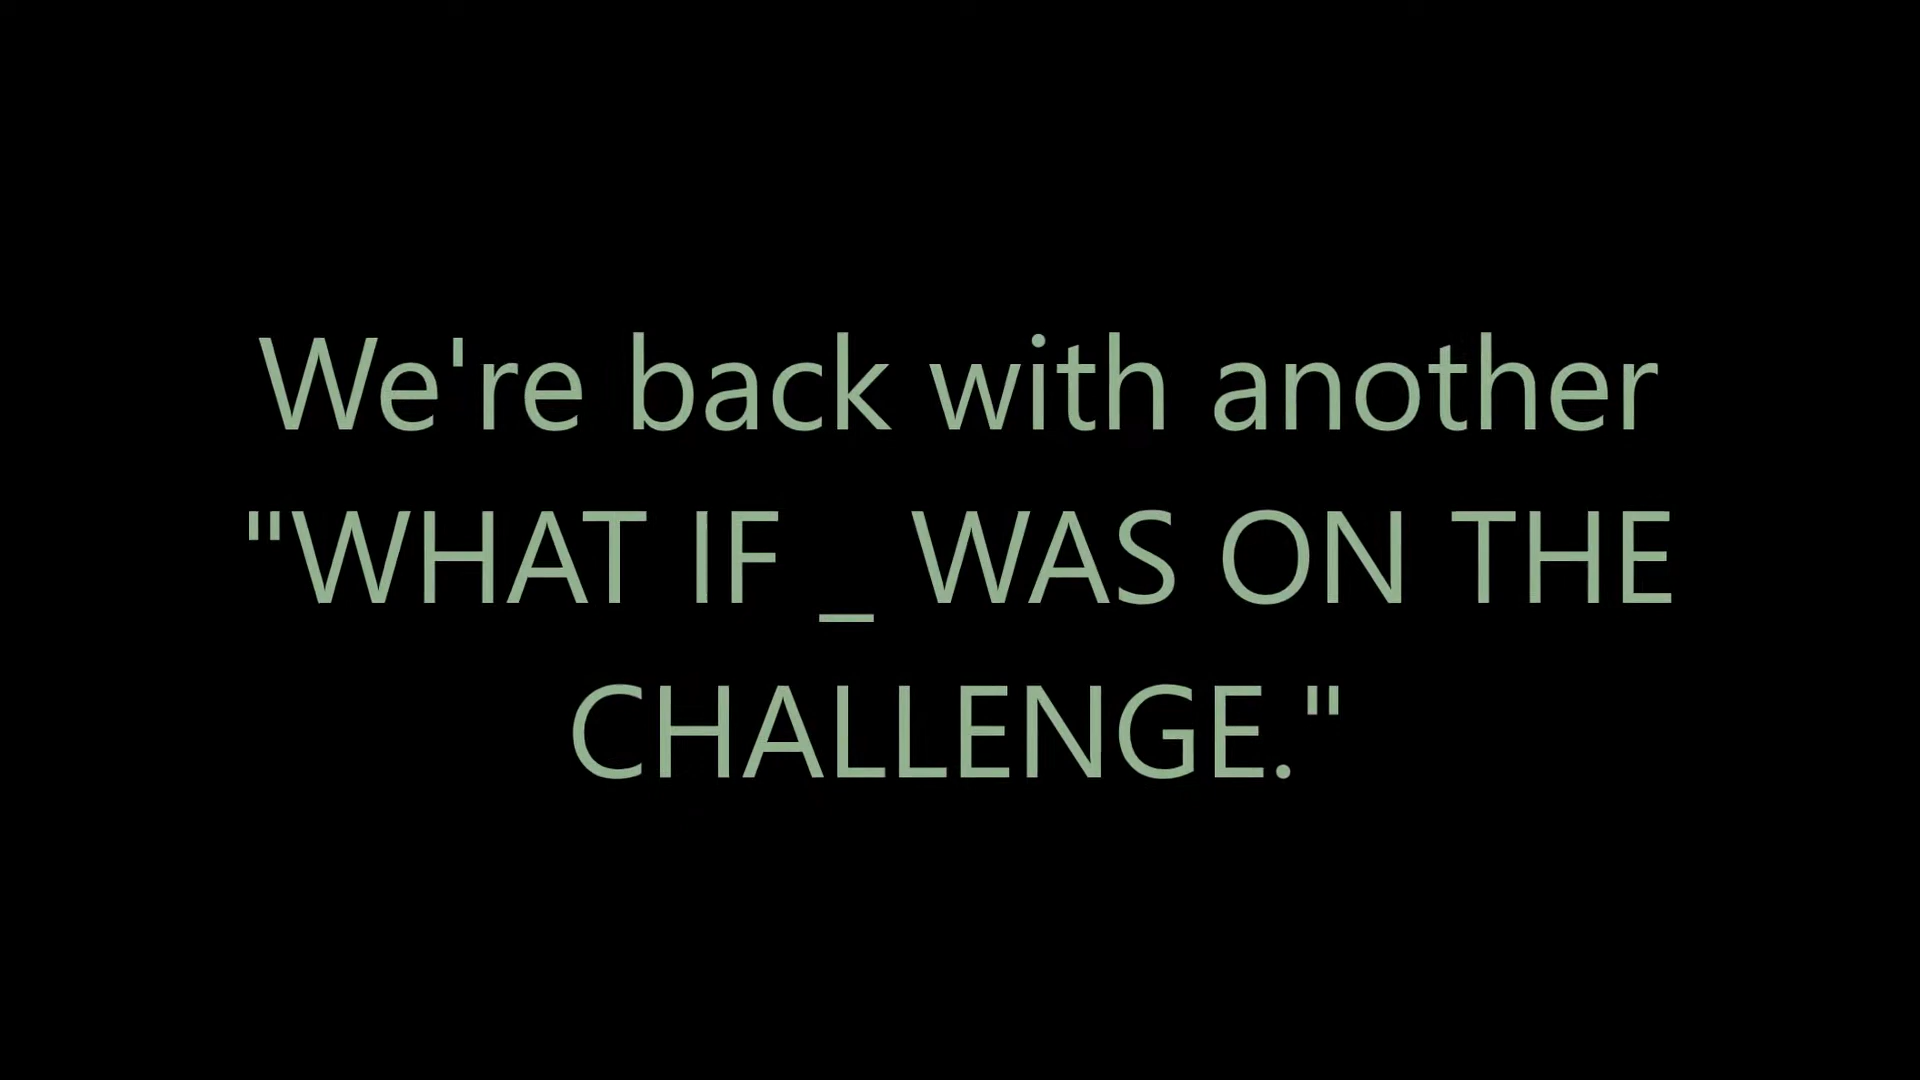 We're back with another
"WHAT IF _ WAS ON THE
CHALLENGE."